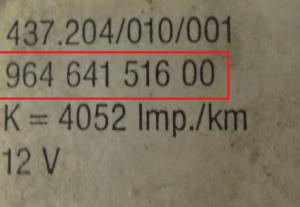 437.204/010/001
964 641 516 00
K = 4052 Imp./km
12 V